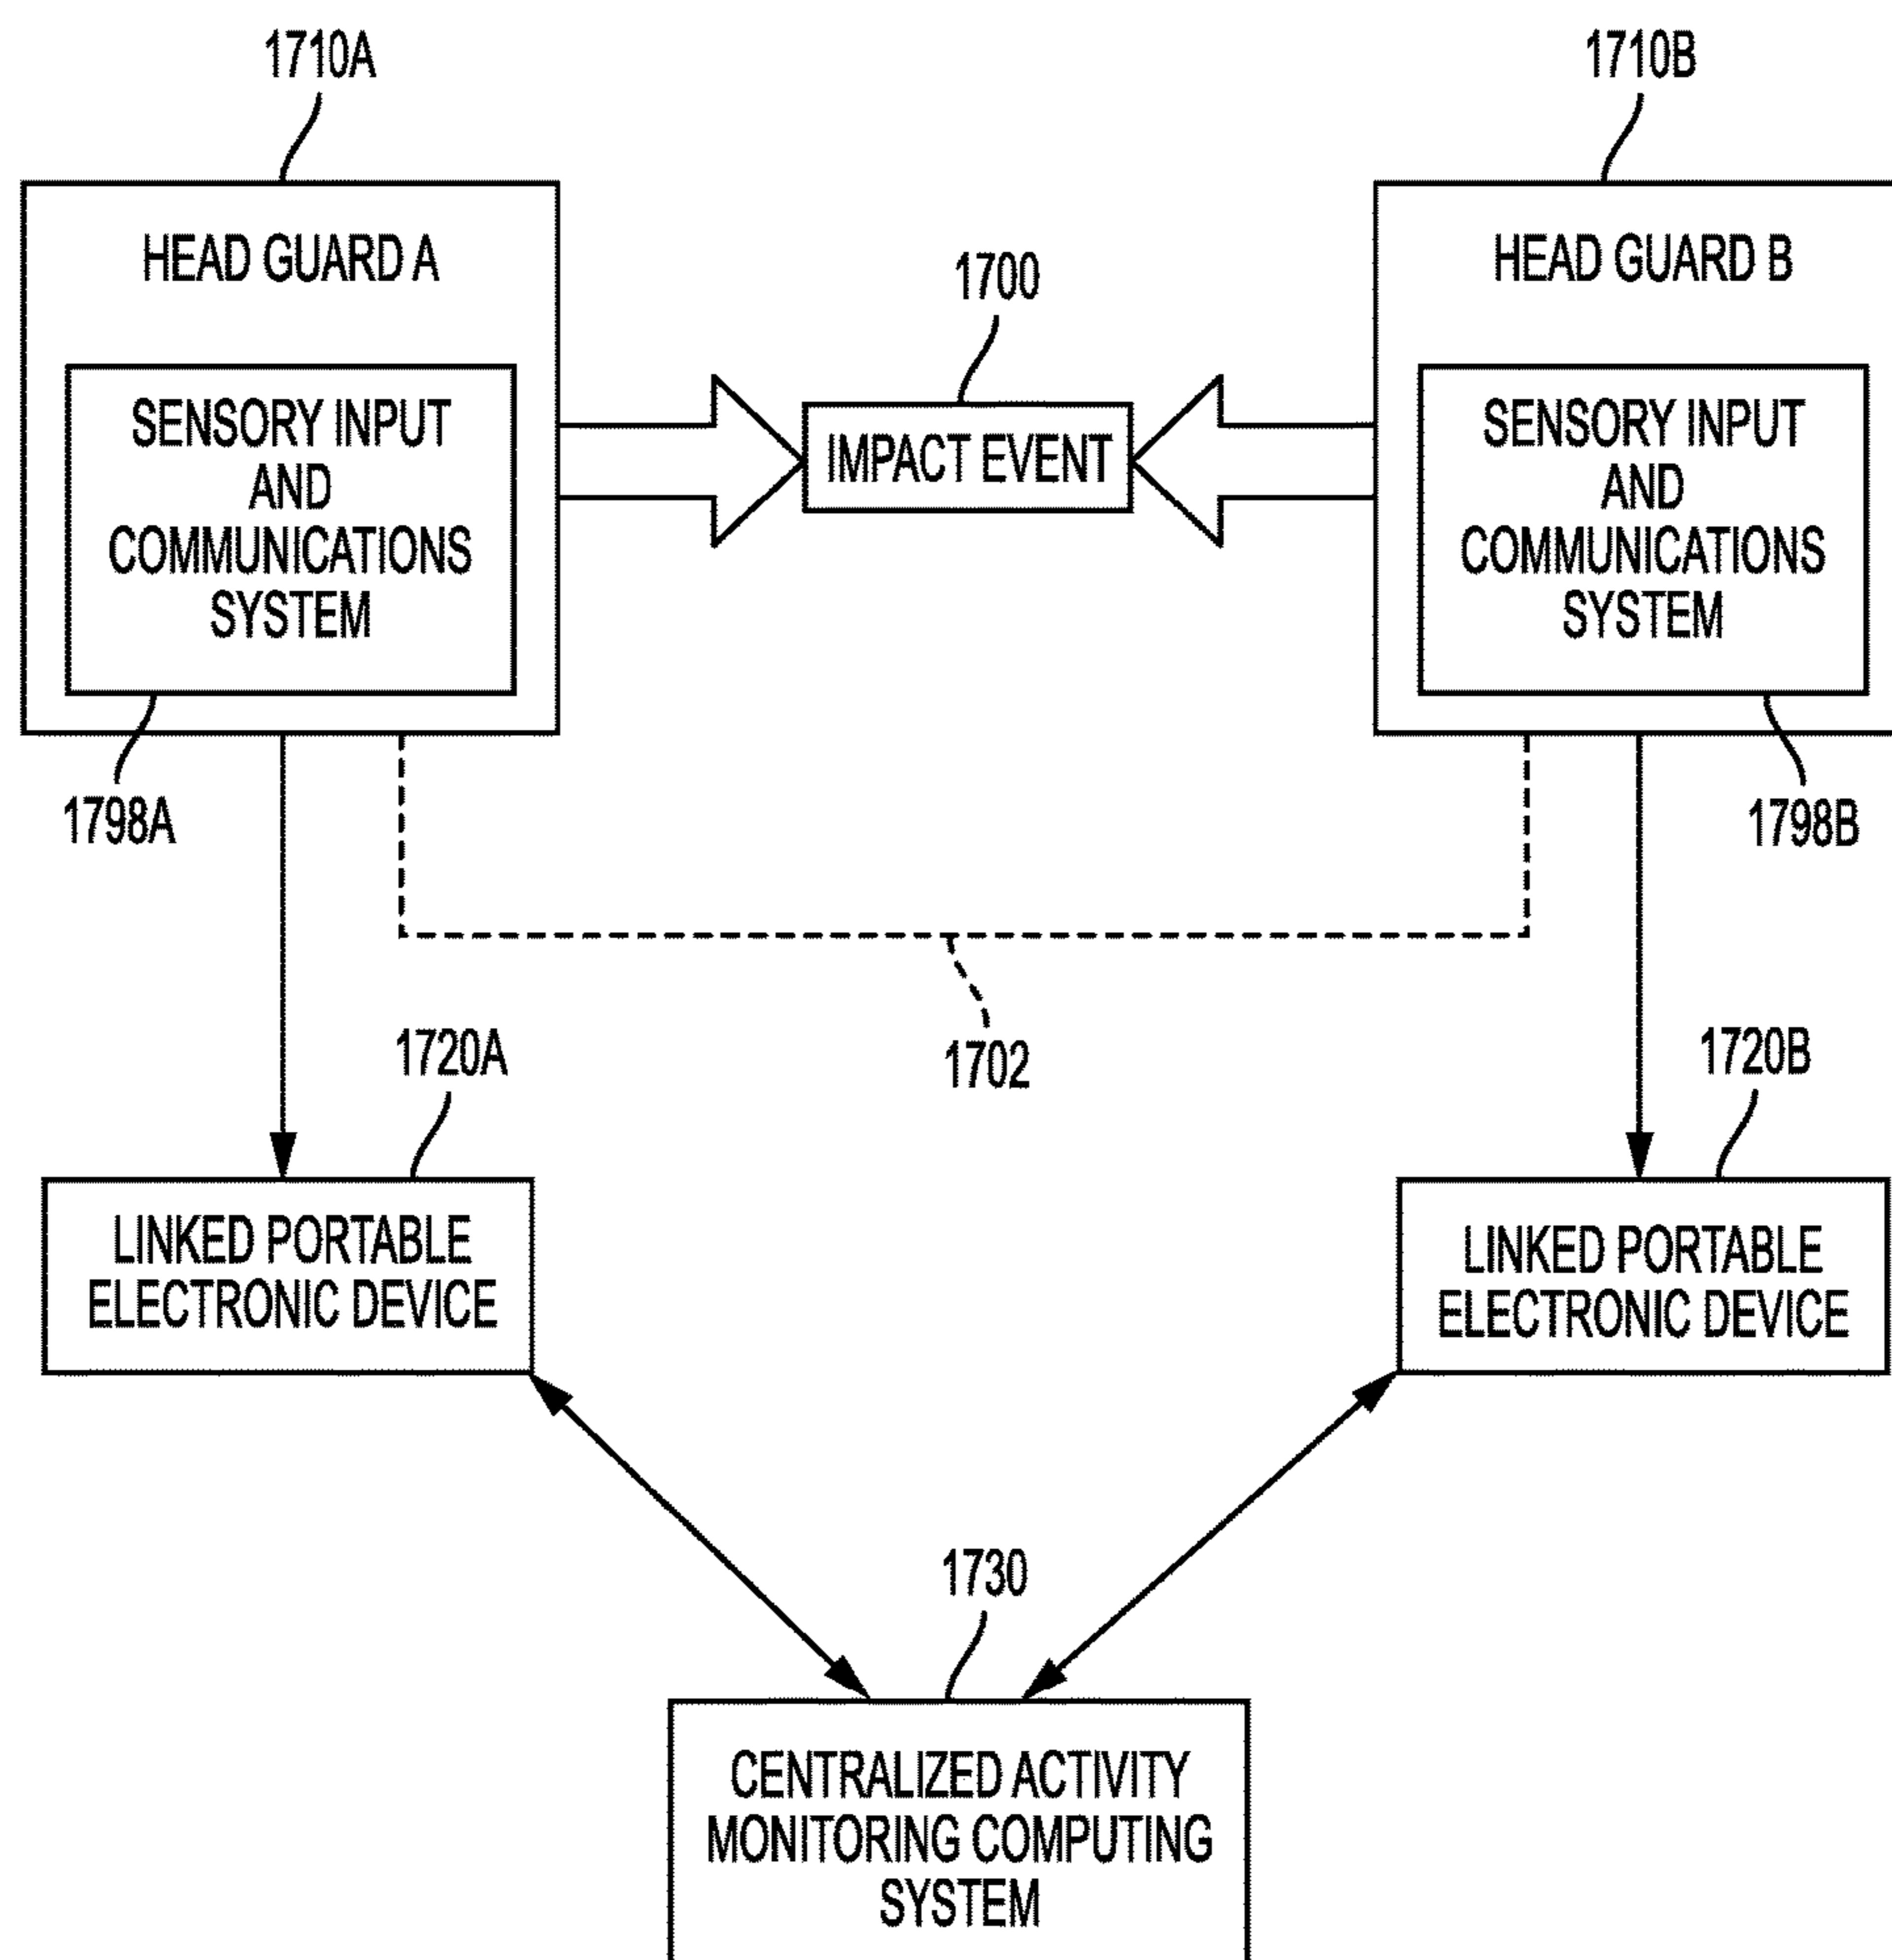 1710A
1710B
HEAD GUARD A
HEAD GUARD B
1700
SENSORY INPUT
AND
COMMUNICATIONS
SYSTEM
IMPACT EVENT
SENSORY INPUT
AND
COMMUNICATIONS
SYSTEM
1798A
1798B
1702
1720A
1720B
LINKED PORTABLE
ELECTRONIC DEVICE
LINKED PORTABLE
ELECTRONIC DEVICE
1730
CENTRALIZED ACTIVITY
MONITORING COMPUTING
SYSTEM